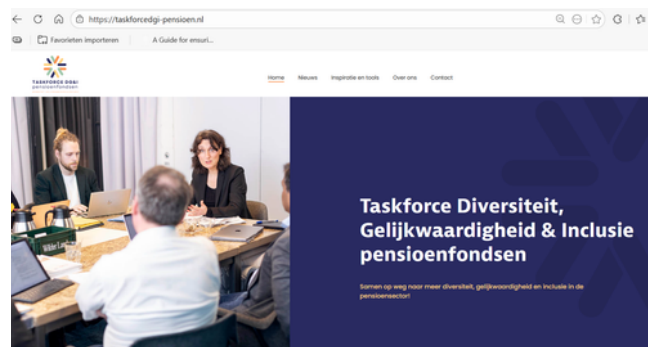 https://taskforcedgi-pensioen.nl
Favorieten importeren A Guide for ensuri...
TASKFORCE DG&I
pensioenfondsen
Home Nieuws Inspiratie en tools Over ons Contact
Taskforce Diversiteit,
Gelijkwaardigheid & Inclusie
pensioenfondsen
Samen op weg naar meer diversiteit, gelijkwaardigheid en inclusie in de
pensioensector!